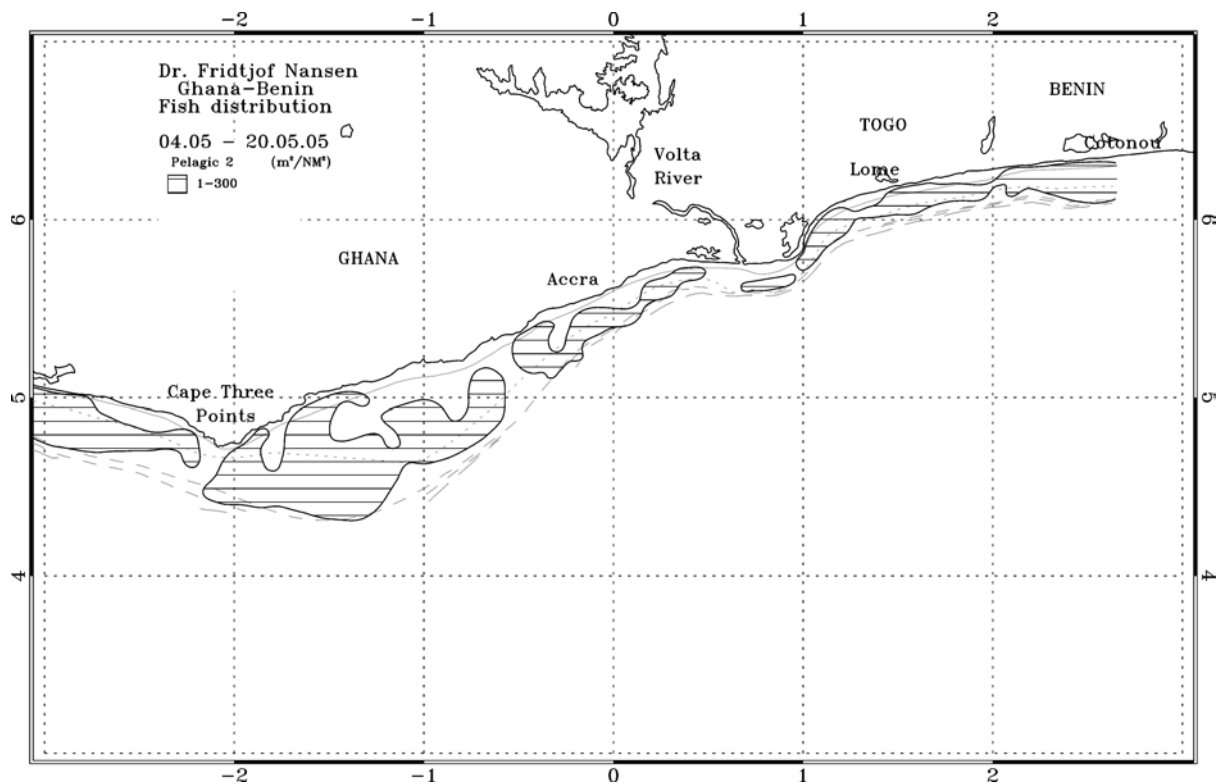 -2 -1 0 1 2
Dr. Fridtjof Nansen
Ghana-Benin
Fish distribution
04.05 - 20.05.05
Pelagic 2 (m²/NM²)
1-300
BENIN
TOGO
Cotonou
Volta
River
Lome
6 6
GHANA
Accra
Cape Three
Points
5 5
4 4
-2 -1 0 1 2